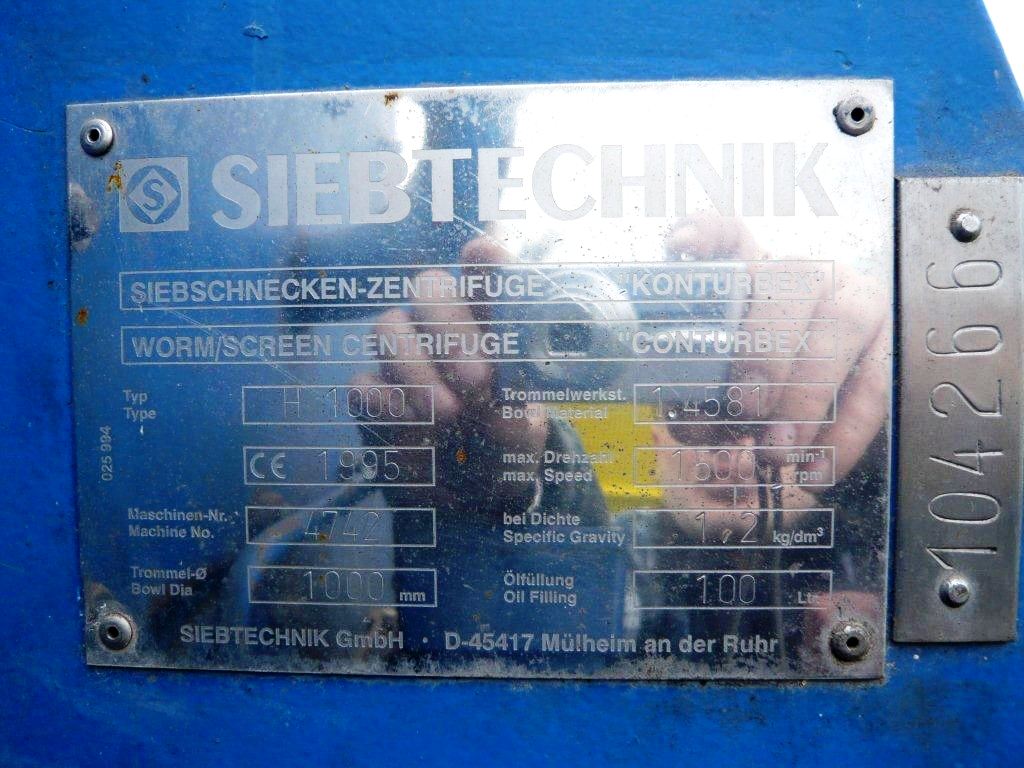 S SIEBTECHNIK
SIEBSCHNECKEN-ZENTRIFUGE "KONTURBEX"
WORM/SCREEN CENTRIFUGE "CONTURBEX"
Typ
Type
H 1000
Trommelwerkst.
Bowl Material
1.4581
CE 1995
max. Drehzahl
max. Speed
1500 min-1
rpm
Maschinen-Nr.
Machine No.
4742
bei Dichte
Specific Gravity
1,2 kg/dm³
Trommel-Ø
Bowl Dia
1000 mm
Ölfüllung
Oil Filling
100 Ltr.
SIEBTECHNIK GmbH · D-45417 Mülheim an der Ruhr
025 994
104266